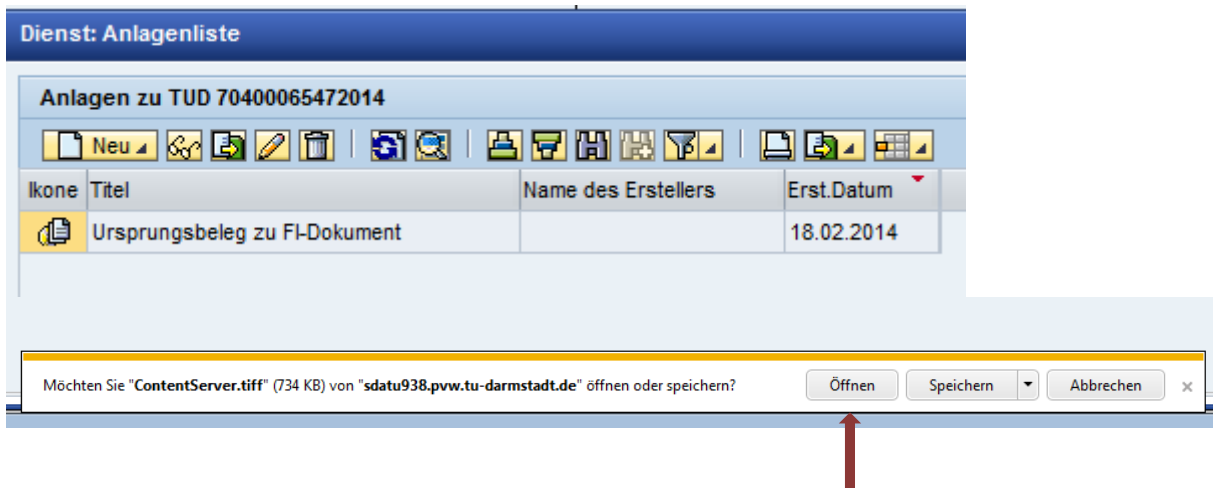 Dienst: Anlagenliste
Anlagen zu TUD 70400065472014
Neu
Ikone Titel Name des Erstellers Erst.Datum
Ursprungsbeleg zu FI-Dokument 18.02.2014
Möchten Sie "ContentServer.tiff" (734 KB) von "sdatu938.pvw.tu-darmstadt.de" öffnen oder speichern? Öffnen Speichern Abbrechen